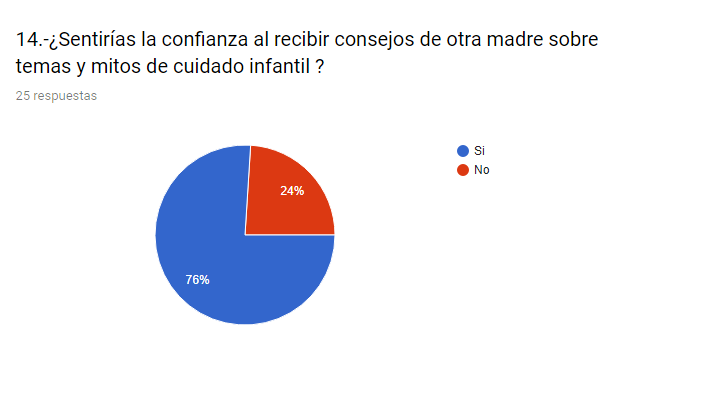 14.-¿Sentirías la confianza al recibir consejos de otra madre sobre
temas y mitos de cuidado infantil ?
25 respuestas
Si
No
24%
76%